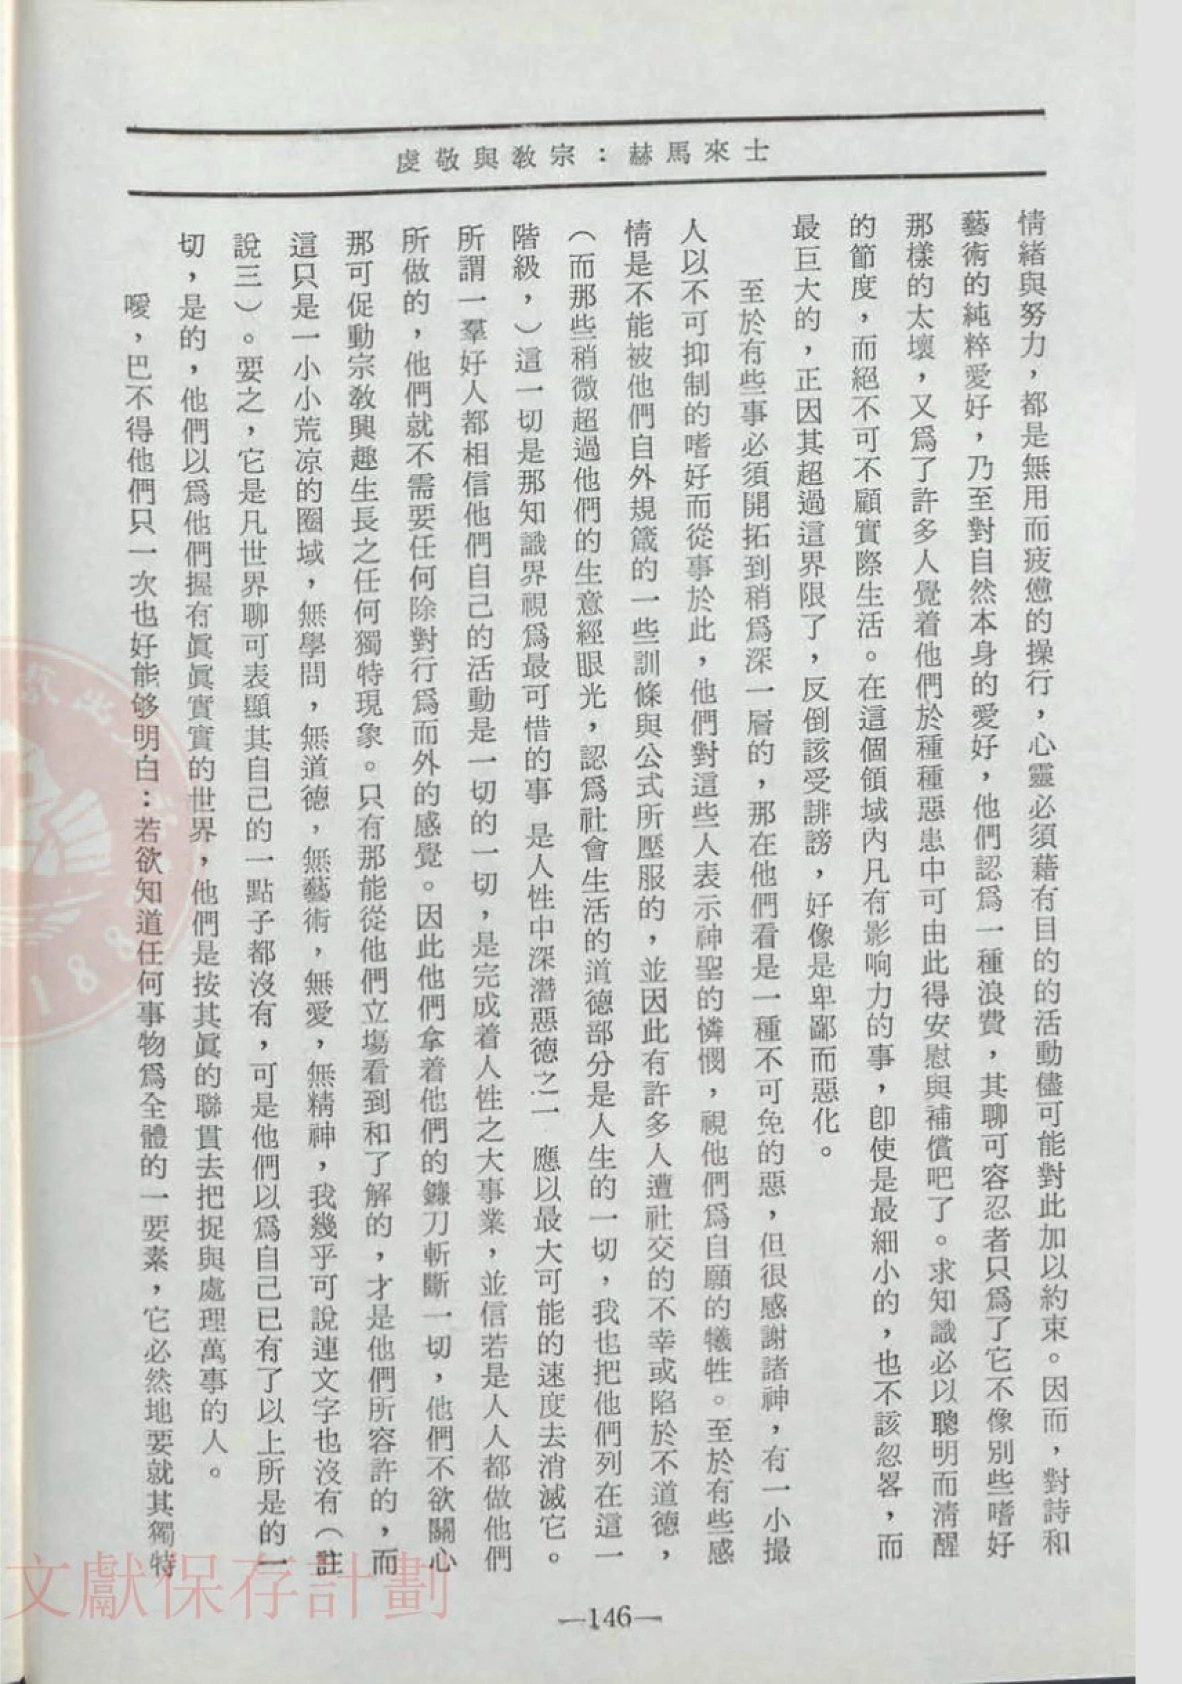 士來馬赫：宗教與敬虔
情緒與努力，都是無用而疲憊的操行，心靈必須藉有目的的活動儘可能對此加以約束。因而，對詩和
藝術的純粹愛好，乃至對自然本身的愛好，他們認爲一種浪費，其聊可容忍者只爲了它不像別些嗜好
那樣的太壞，又爲了許多人覺着他們於種種惡患中可由此得安慰與補償吧了。求知識必以聰明而清醒
的節度，而絕不可不顧實際生活。在這個領域內凡有影响力的事，卽使是最細小的，也不該忽畧，而
最巨大的，正因其超過這界限了，反倒該受誹謗，好像是卑鄙而惡化。
至於有些事必須開拓到稍爲深一層的，那在他們看是一種不可免的惡，但很感謝諸神，有一小撮
人以不可抑制的嗜好而從事於此，他們對這些人表示神聖的憐憫，視他們爲自願的犧牲。至於有些感
情是不能被他們自外規箴的一些訓條與公式所壓服的，並因此有許多人遭社交的不幸或陷於不道德，
（而那些稍微超過他們的生意經眼光，認爲社會生活的道德部分是人生的一切，我也把他們列在這一
階級，）這一切是那知識界視爲最可惜的事 是人性中深潛惡德之一 應以最大可能的速度去消滅它。
所謂一羣好人都相信他們自己的活動是一切的一切，是完成着人性之大事業，並信若是人人都做他們
所做的，他們就不需要任何除對行爲而外的感覺。因此他們拿着他們的鐮刀斬斷一切，他們不欲關心
那可促動宗教興趣生長之任何獨特現象。只有那能從他們立塲看到和了解的，才是他們所容許的，而
這只是一小小荒凉的圈域，無學問，無道德，無藝術，無愛，無精神，我幾乎可說連文字也沒有（註
說三）。要之，它是凡世界聊可表顯其自己的一點子都沒有，可是他們以爲自己已有了以上所是的一
切，是的，他們以爲他們握有眞眞實實的世界，他們是按其眞的聯貫去把捉與處理萬事的人。
噯，巴不得他們只一次也好能够明白：若欲知道任何事物爲全體的一要素，它必然地要就其獨特
—146—
文獻保存計劃
188